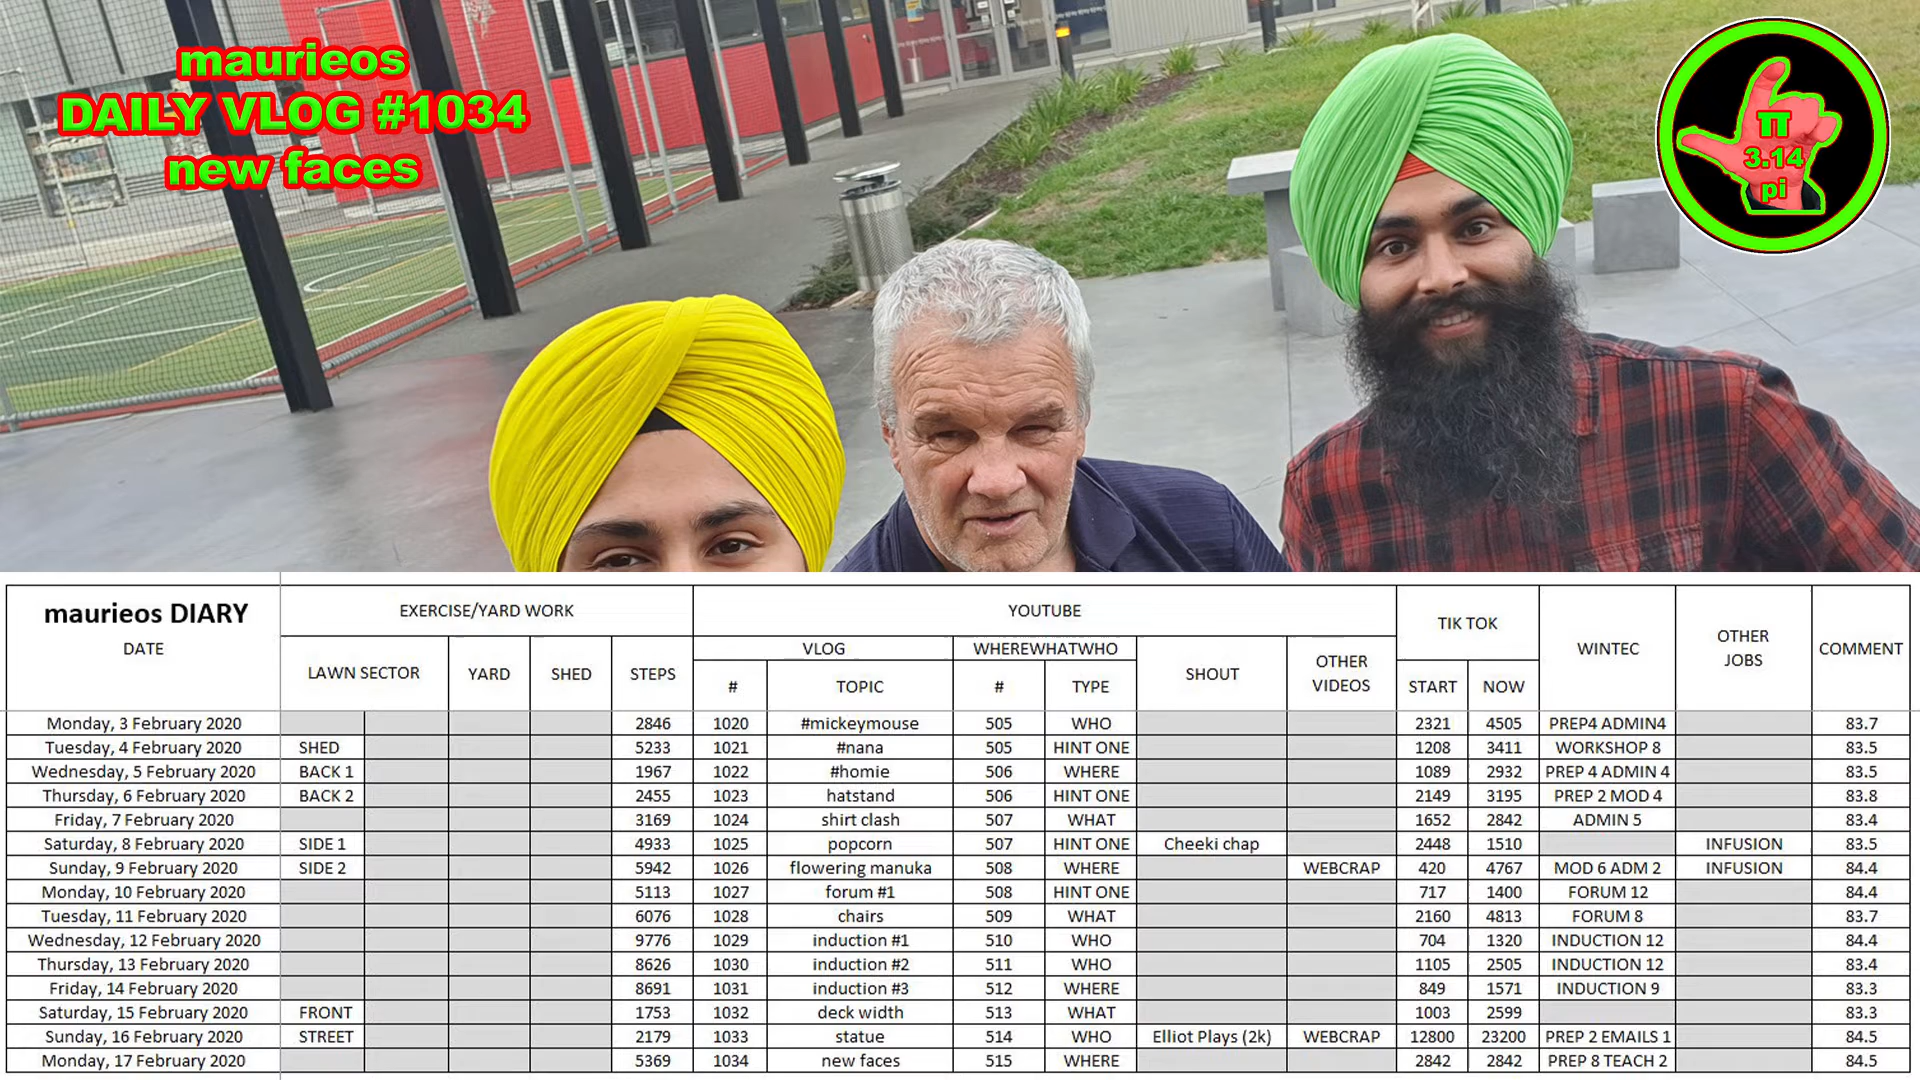 maurieos
DAILY VLOG #1034
new faces
π
3.14
pi
maurieos DIARY
DATE
EXERCISE/YARD WORK
YOUTUBE
TIK TOK
WINTEC
OTHER
JOBS
COMMENT
LAWN SECTOR
YARD
SHED
STEPS
VLOG
WHEREWHATWHO
SHOUT
OTHER
VIDEOS
# TOPIC # TYPE START NOW
Monday, 3 February 2020 2846 1020 #mickeymouse 505 WHO 2321 4505 PREP4 ADMIN4 83.7
Tuesday, 4 February 2020 SHED 5233 1021 #nana 505 HINT ONE 1208 3411 WORKSHOP 8 83.5
Wednesday, 5 February 2020 BACK 1 1967 1022 #homie 506 WHERE 1089 2932 PREP 4 ADMIN 4 83.5
Thursday, 6 February 2020 BACK 2 2455 1023 hatstand 506 HINT ONE 2149 3195 PREP 2 MOD 4 83.8
Friday, 7 February 2020 3169 1024 shirt clash 507 WHAT 1652 2842 ADMIN 5 83.4
Saturday, 8 February 2020 SIDE 1 4933 1025 popcorn 507 HINT ONE Cheeki chap 2448 1510 INFUSION 83.5
Sunday, 9 February 2020 SIDE 2 5942 1026 flowering manuka 508 WHERE WEBCRAP 420 4767 MOD 6 ADM 2 INFUSION 84.4
Monday, 10 February 2020 5113 1027 forum #1 508 HINT ONE 717 1400 FORUM 12 84.4
Tuesday, 11 February 2020 6076 1028 chairs 509 WHAT 2160 4813 FORUM 8 83.7
Wednesday, 12 February 2020 9776 1029 induction #1 510 WHO 704 1320 INDUCTION 12 84.4
Thursday, 13 February 2020 8626 1030 induction #2 511 WHO 1105 2505 INDUCTION 12 83.4
Friday, 14 February 2020 8691 1031 induction #3 512 WHERE 849 1571 INDUCTION 9 83.3
Saturday, 15 February 2020 FRONT 1753 1032 deck width 513 WHAT 1003 2599 83.3
Sunday, 16 February 2020 STREET 2179 1033 statue 514 WHO Elliot Plays (2k) WEBCRAP 12800 23200 PREP 2 EMAILS 1 84.5
Monday, 17 February 2020 5369 1034 new faces 515 WHERE 2842 2842 PREP 8 TEACH 2 84.5